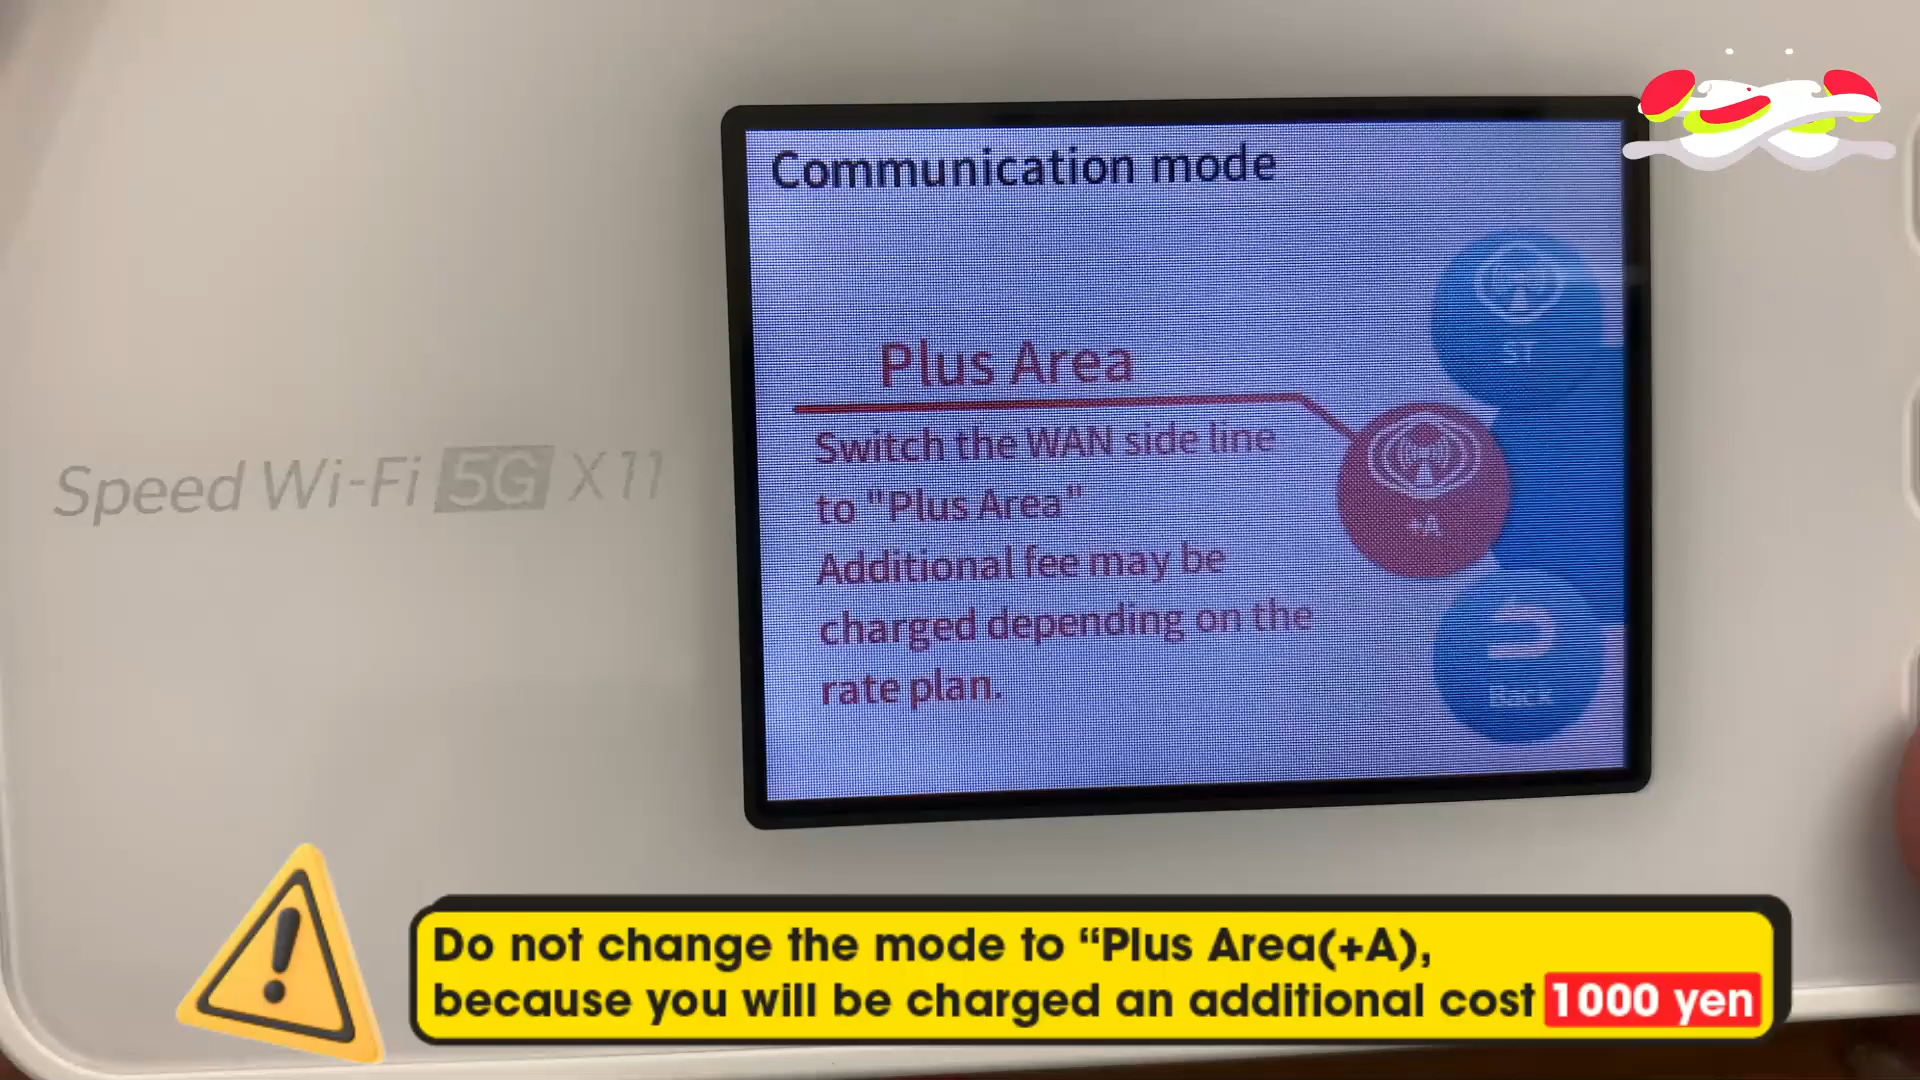 Communication mode
ST
Plus Area
Switch the WAN side line
to "Plus Area"
Additional fee may be
charged depending on the
rate plan.
+A
Back
Speed Wi-Fi 5G X11
Do not change the mode to “Plus Area(+A),
because you will be charged an additional cost 1000 yen